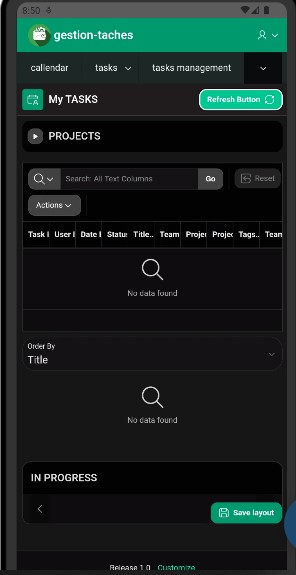 8:50
gestion-taches
callendar tasks tasks management
My TASKS Refresh Button
PROJECTS
Search: All Text Columns Go Reset
Actions
Task I User I Date I Status Title... Team Projec Projec Tags... Team
No data found
Order By
Title
No data found
IN PROGRESS
Save layout
Release 1.0 Customize